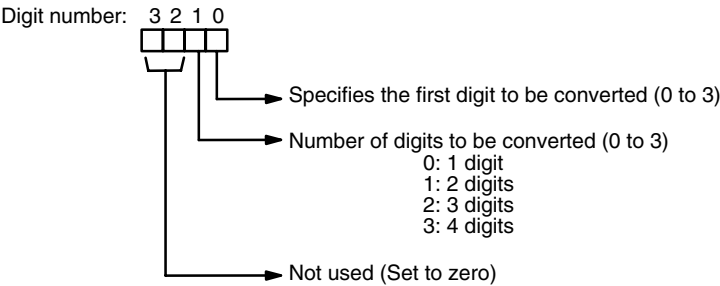 Digit number: 3 2 1 0
Specifies the first digit to be converted (0 to 3)
Number of digits to be converted (0 to 3)
0: 1 digit
1: 2 digits
2: 3 digits
3: 4 digits
Not used (Set to zero)